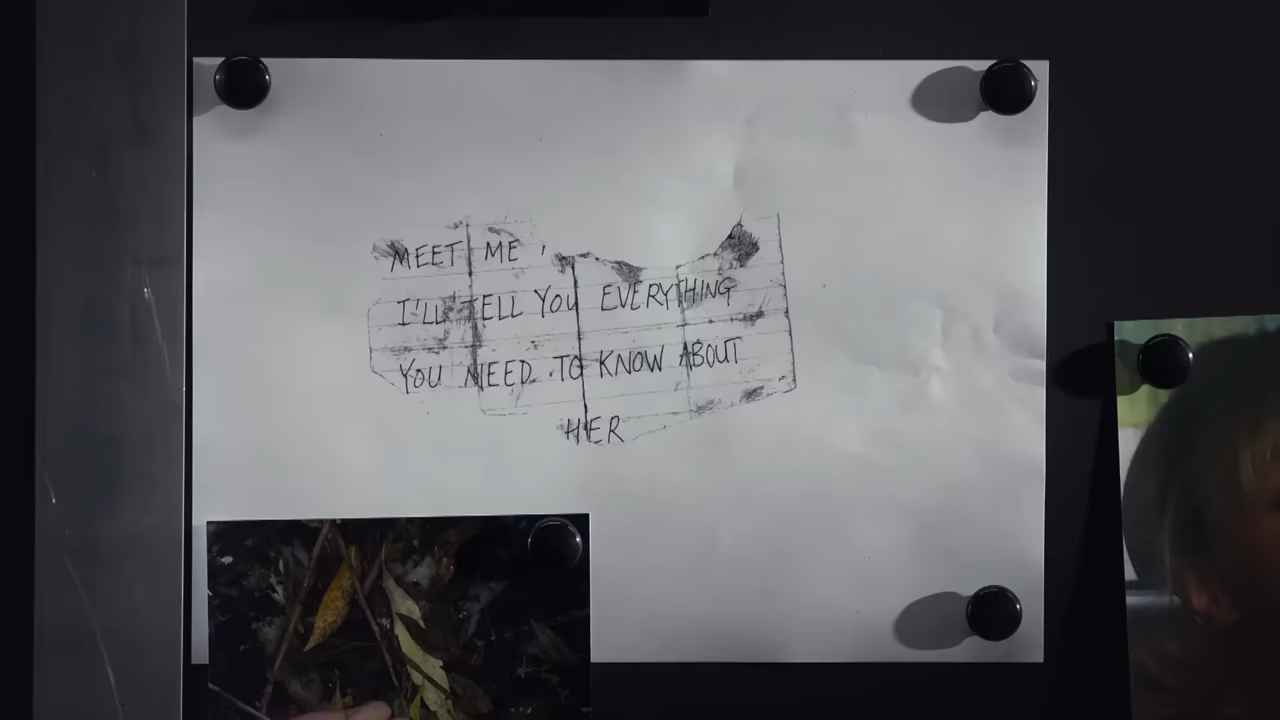 MEET ME
I'LL TELL YOU EVERYTHING
YOU NEED TO KNOW ABOUT
HER